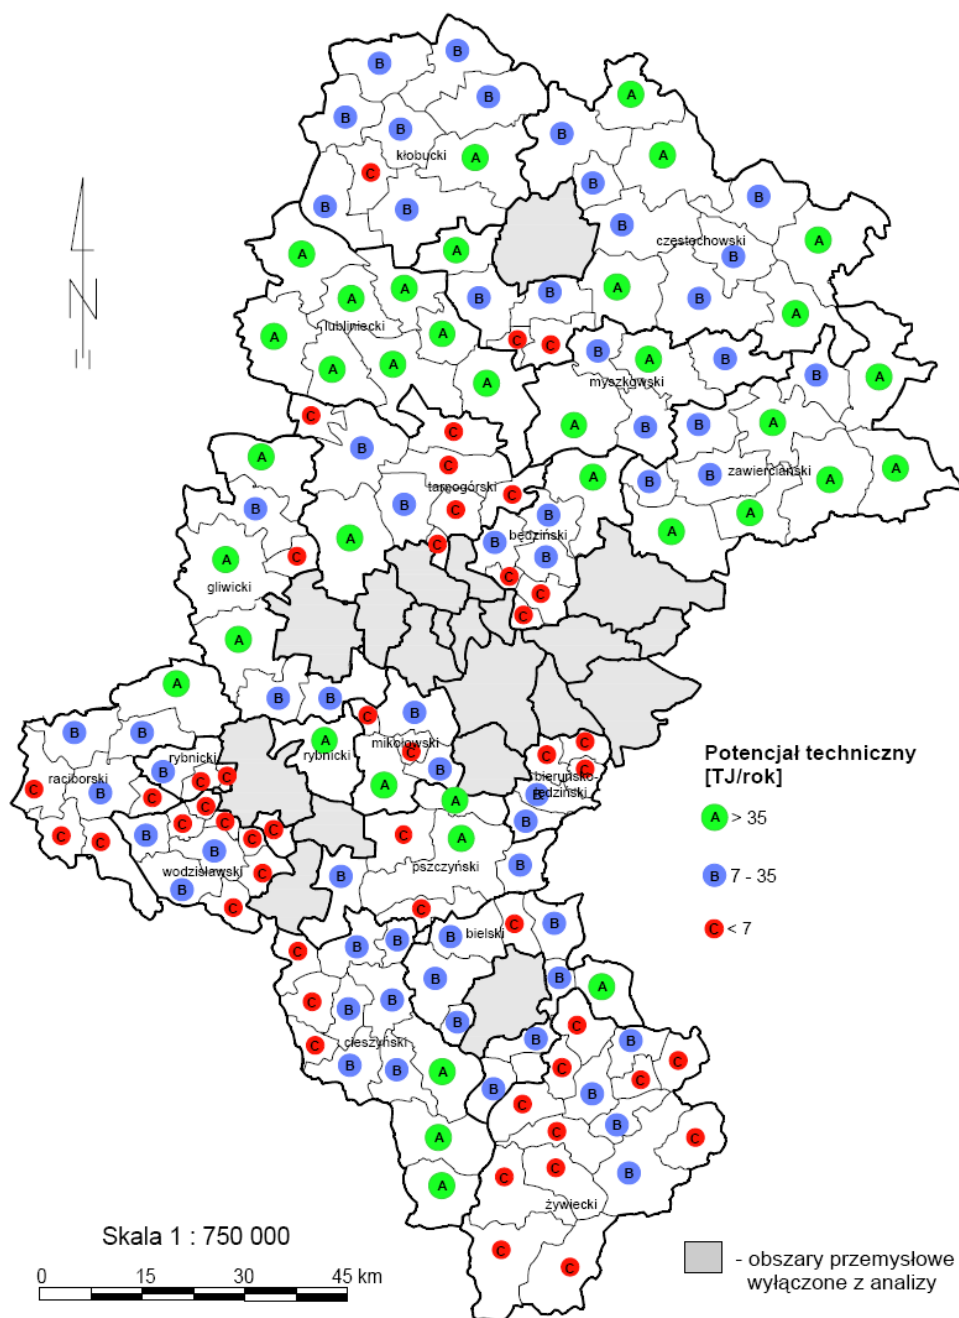 B
B
A
B
B
B
B
kłobucki
A
A
C
B
B
B
B
B
częstochowski
A
A
A
B
A
B
A
B
B
A
B
A
A
lubliniecki
A
A
C
C
B
A
B
A
A
A
myszkowski
B
A
A
C
A
B
B
A
C
B
A
C
tarnogórski
A
B
B
zawierciański
A
A
B
B
C
C
B
A
A
A
C
B
będziński
B
A
gliwicki
C
B
C
C
C
A
A
B
B
C
B
B
B
A
rybnicki
mikołowski
C
C
C
raciborski
B
rybnicki
B
C
C
A
B
bieruńsko-
lędziński
C
C
B
C
C
A
B
B
C
C
B
C
C
C
C
A
C
C
B
wodzisławski
C
B
pszczyński
B
B
C
C
Potencjał techniczny
[TJ/rok]
A > 35
B 7 - 35
C < 7
C
B
B
B
bielski
C
B
B
B
A
C
B
B
B
C
C
cieszyński
B
B
B
C
B
B
A
C
C
C
B
B
C
B
A
C
C
B
C
C
B
A
żywiecki
C
C
Skala 1 : 750 000
0 15 30 45 km
- obszary przemysłowe
wyłączone z analizy
N